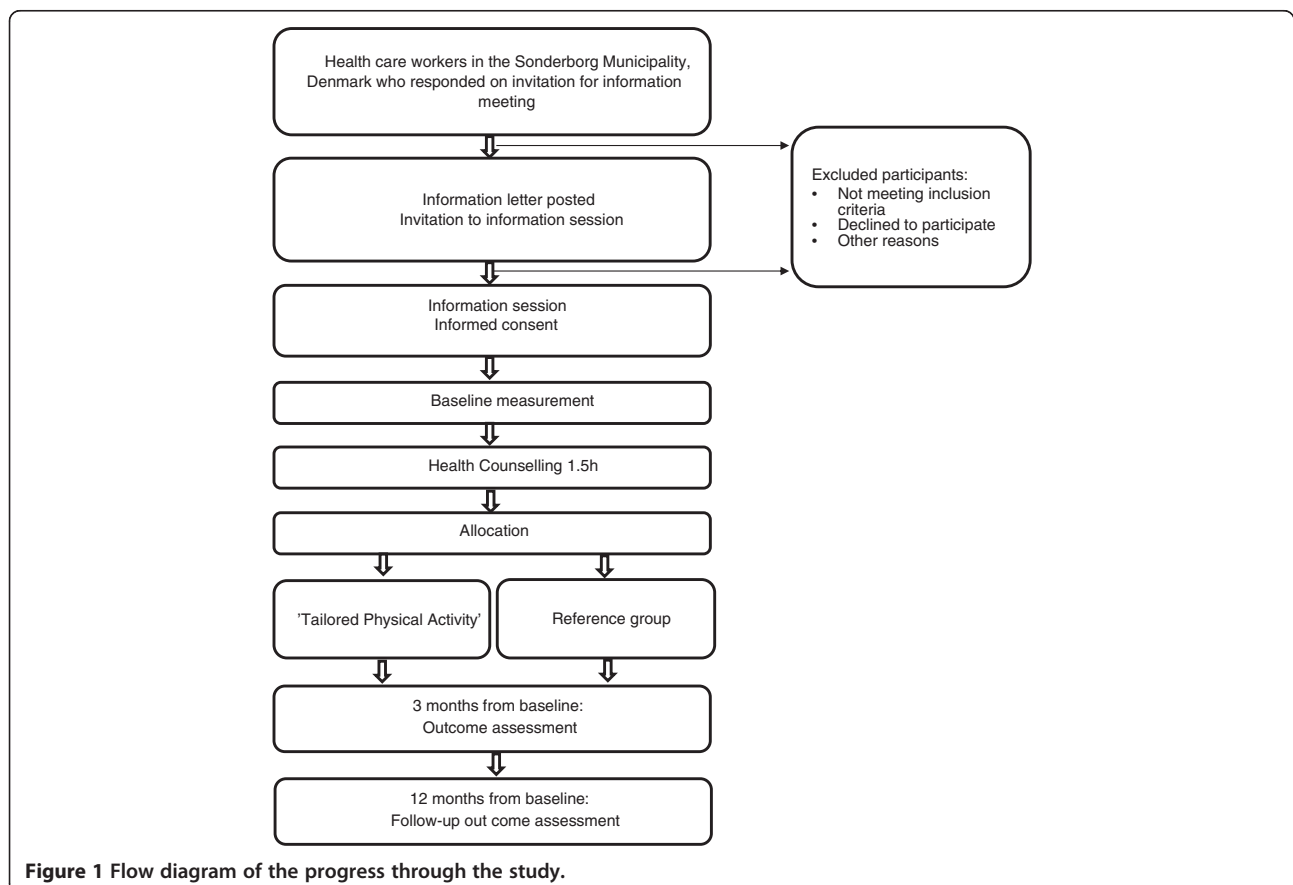 Health care workers in the Sonderborg Municipality,
Denmark who responded on invitation for information
meeting
Excluded participants:
• Not meeting inclusion
criteria
• Declined to participate
• Other reasons
Information letter posted
Invitation to information session
Information session
Informed consent
Baseline measurement
Health Counselling 1.5h
Allocation
'Tailored Physical Activity'
Reference group
3 months from baseline:
Outcome assessment
12 months from baseline:
Follow-up out come assessment
Figure 1 Flow diagram of the progress through the study.